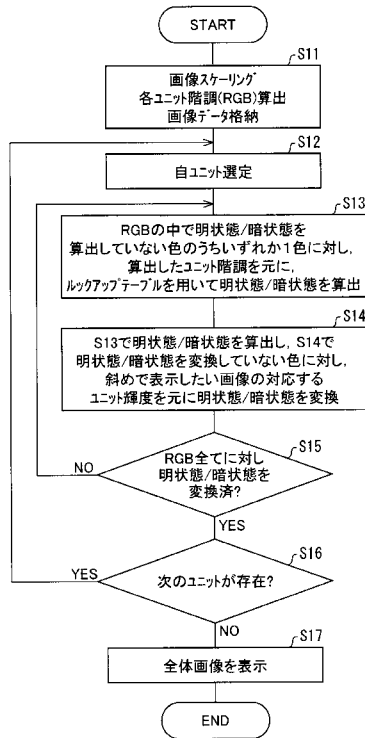 START
S11
画像スケーリング
各ユニット階調(RGB)算出
画像データ格納
S12
自ユニット選定
S13
RGBの中で明状態/暗状態を
算出していない色のうちいずれか1色に対し,
算出したユニット階調を元に,
ルックアップテーブルを用いて明状態/暗状態を算出
S14
S13で明状態/暗状態を算出し, S14で
明状態/暗状態を変換していない色に対し,
斜めで表示したい画像の対応する
ユニット輝度を元に明状態/暗状態を変換
S15
NO
RGB全てに対し
明状態/暗状態を
変換済?
YES
S16
YES
次のユニットが存在?
NO
S17
全体画像を表示
END